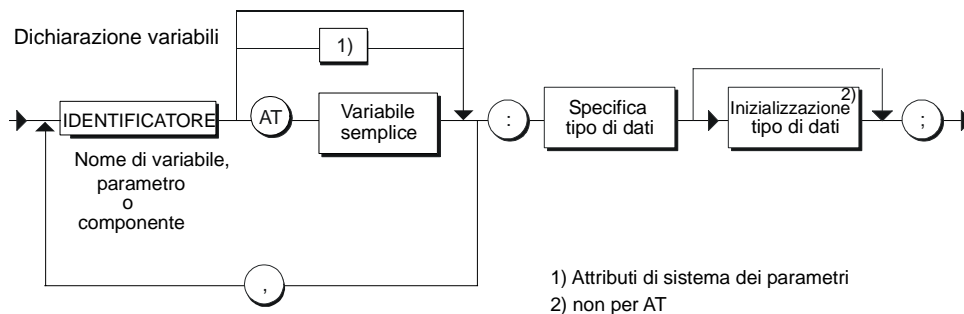 Dichiarazione variabili
1)
IDENTIFICATORE
AT
Variabile
semplice
:
Specifica
tipo di dati
2)
Inizializzazione
tipo di dati
;
Nome di variabile,
parametro
o
componente
,
1) Attributi di sistema dei parametri
2) non per AT